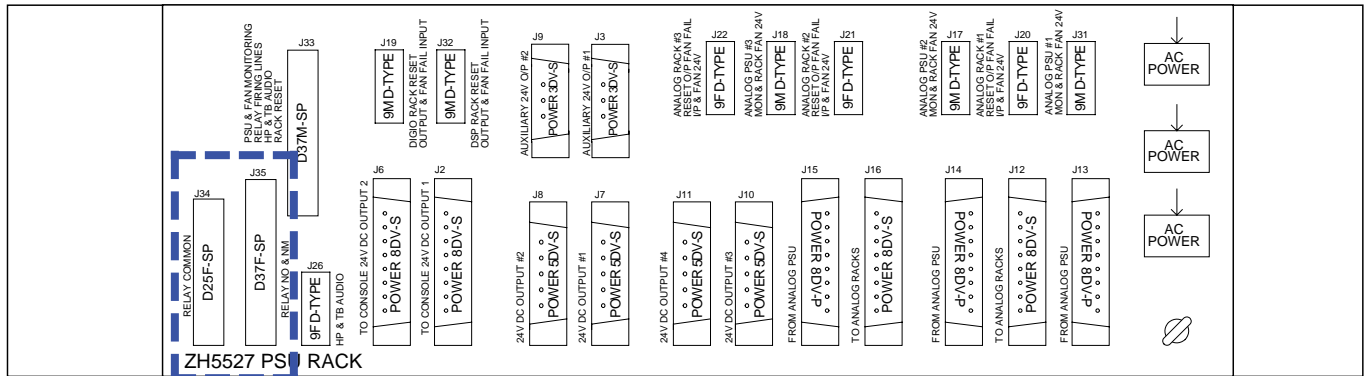 J33
D37M-SP
PSU & FAN MONITORING
RELAY FIRING LINES
HP & TB AUDIO
RACK RESET
J19
9M D-TYPE
DIGIO RACK RESET
OUTPUT & FAN FAIL INPUT
J32
9M D-TYPE
DSP RACK RESET
OUTPUT & FAN FAIL INPUT
J9
POWER 3DV-S
AUXILIARY 24V O/P #2
J3
POWER 3DV-S
AUXILIARY 24V O/P #1
ANALOG RACK #3
RESET O/P FAN FAIL
I/P & FAN 24V
J22
9F D-TYPE
ANALOG PSU #3
MON & RACK FAN 24V
J18
9M D-TYPE
ANALOG RACK #2
RESET O/P FAN FAIL
I/P & FAN 24V
J21
9F D-TYPE
ANALOG PSU #2
MON & RACK FAN 24V
J17
9M D-TYPE
ANALOG RACK #1
RESET O/P FAN FAIL
I/P & FAN 24V
J20
9F D-TYPE
ANALOG PSU #1
MON & RACK FAN 24V
J31
9M D-TYPE
AC
POWER
AC
POWER
AC
POWER
RELAY COMMON
J34
D25F-SP
J35
D37F-SP
RELAY NO & NM
J26
9F D-TYPE
HP & TB AUDIO
TO CONSOLE 24V DC OUTPUT 2
J6
POWER 8DV-S
TO CONSOLE 24V DC OUTPUT 1
J2
POWER 8DV-S
24V DC OUTPUT #2
J8
POWER 5DV-S
24V DC OUTPUT #1
J7
POWER 5DV-S
24V DC OUTPUT #4
J11
POWER 5DV-S
24V DC OUTPUT #3
J10
POWER 5DV-S
FROM ANALOG PSU
J15
POWER 8DV-P
TO ANALOG RACKS
J16
POWER 8DV-S
FROM ANALOG PSU
J14
POWER 8DV-P
TO ANALOG RACKS
J12
POWER 8DV-S
FROM ANALOG PSU
J13
POWER 8DV-P
ZH5527 PSU RACK